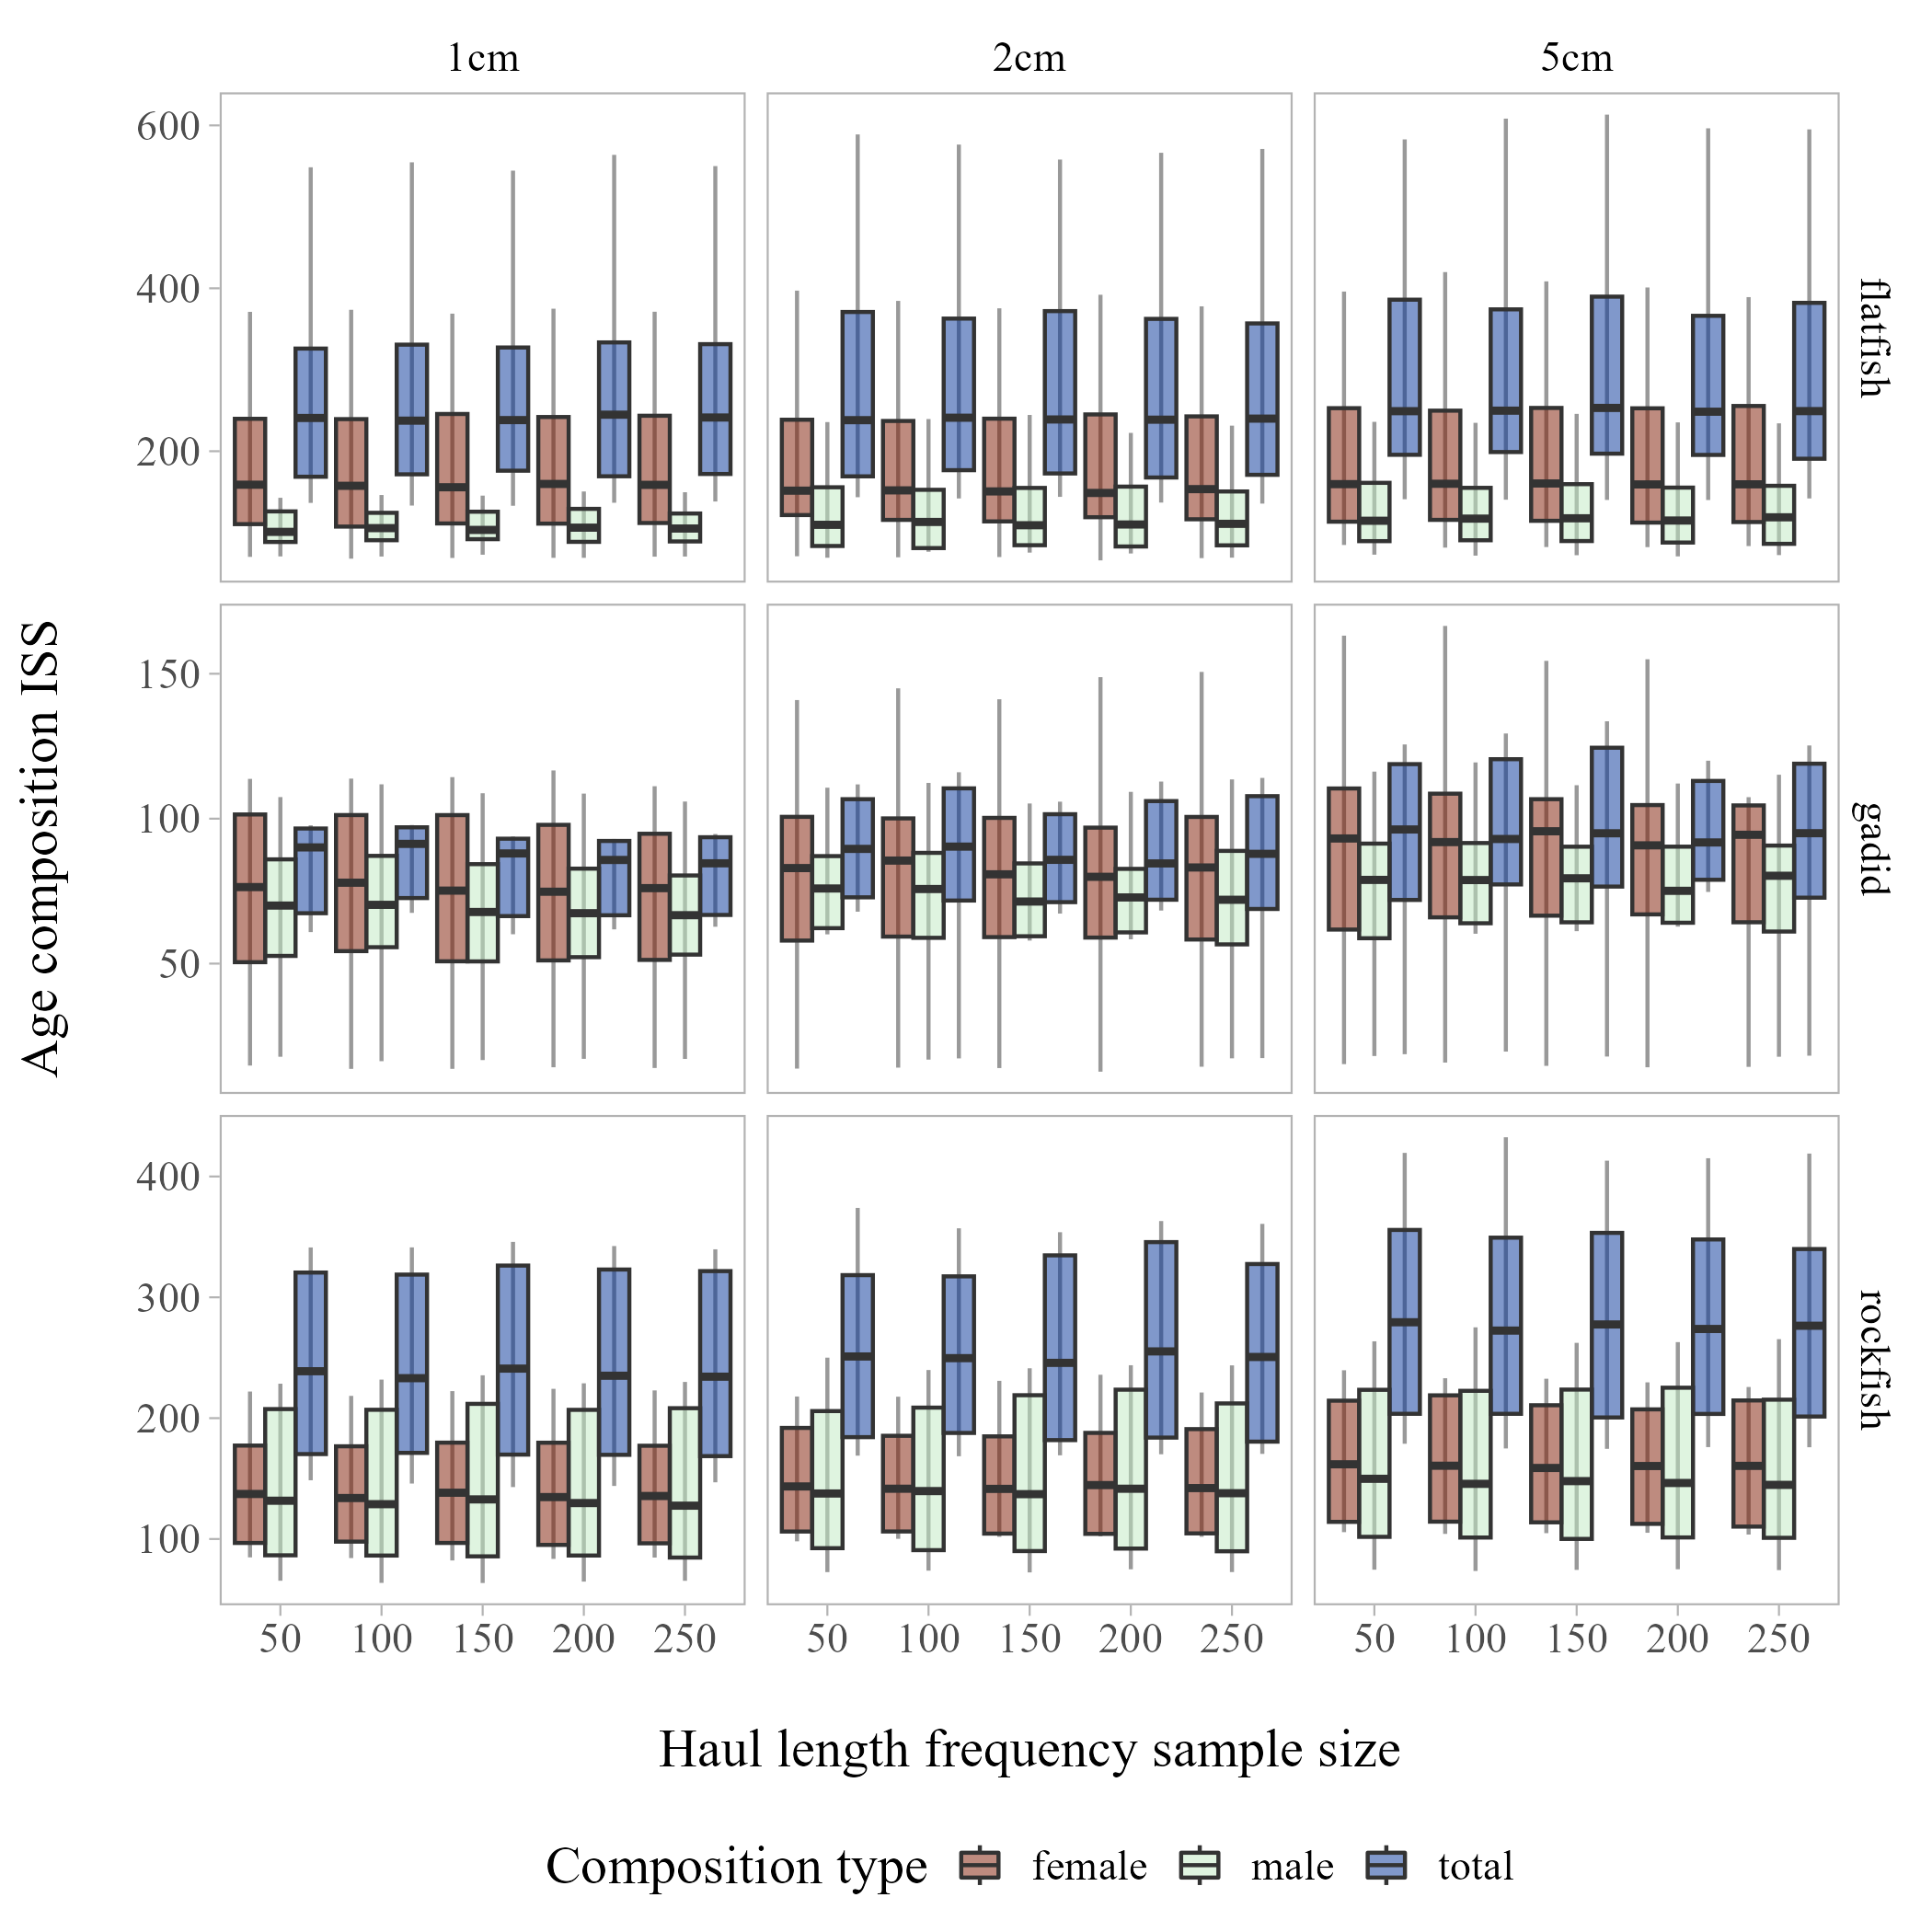 1cm 2cm 5cm
600
400
200
flatfish
Age composition ISS
150
100
50
gadid
400
300
200
100
rockfish
50 100 150 200 250 50 100 150 200 250 50 100 150 200 250
Haul length frequency sample size
Composition type female male total